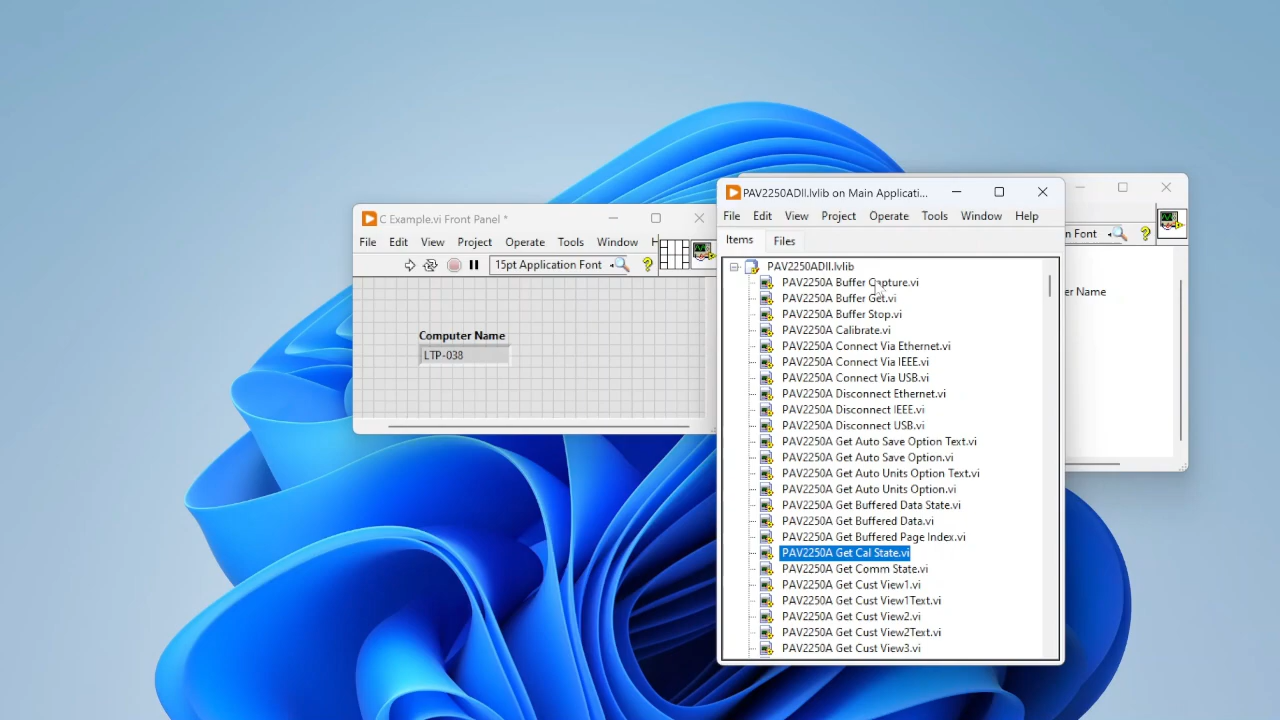 C Example.vi Front Panel *
File Edit View Project Operate Tools Window H
15pt Application Font
?
Computer Name
LTP-038
PAV2250ADII.lvlib on Main Applicati...
File Edit View Project Operate Tools Window Help
Items Files
PAV2250ADII.lvlib
PAV2250A Buffer Capture.vi
PAV2250A Buffer Get.vi
PAV2250A Buffer Stop.vi
PAV2250A Calibrate.vi
PAV2250A Connect Via Ethernet.vi
PAV2250A Connect Via IEEE.vi
PAV2250A Connect Via USB.vi
PAV2250A Disconnect Ethernet.vi
PAV2250A Disconnect IEEE.vi
PAV2250A Disconnect USB.vi
PAV2250A Get Auto Save Option Text.vi
PAV2250A Get Auto Save Option.vi
PAV2250A Get Auto Units Option Text.vi
PAV2250A Get Auto Units Option.vi
PAV2250A Get Buffered Data State.vi
PAV2250A Get Buffered Data.vi
PAV2250A Get Buffered Page Index.vi
PAV2250A Get Cal State.vi
PAV2250A Get Comm State.vi
PAV2250A Get Cust View1.vi
PAV2250A Get Cust View1Text.vi
PAV2250A Get Cust View2.vi
PAV2250A Get Cust View2Text.vi
PAV2250A Get Cust View3.vi
n Font
?
er Name